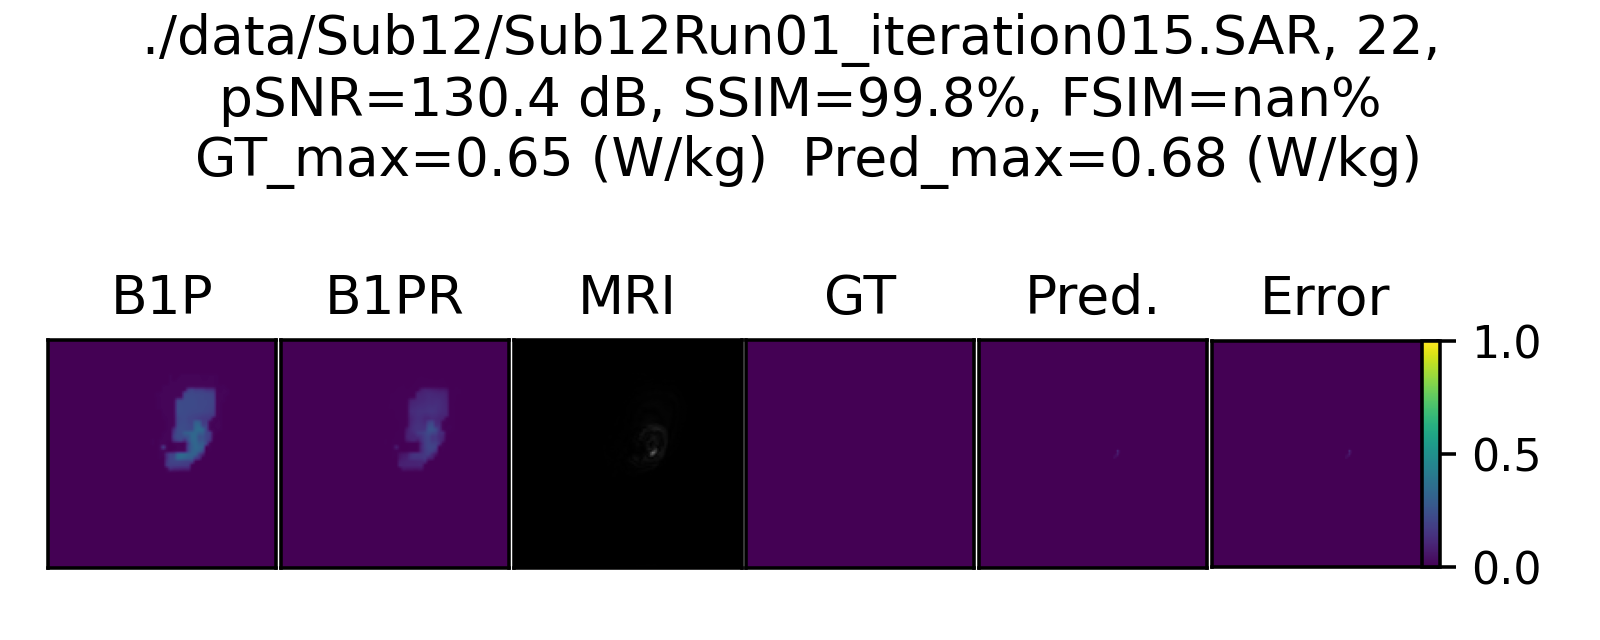 ./data/Sub12/Sub12Run01_iteration015.SAR, 22,
pSNR=130.4 dB, SSIM=99.8%, FSIM=nan%
GT_max=0.65 (W/kg)  Pred_max=0.68 (W/kg)
B1P B1PR MRI GT Pred. Error
1.0
0.5
0.0